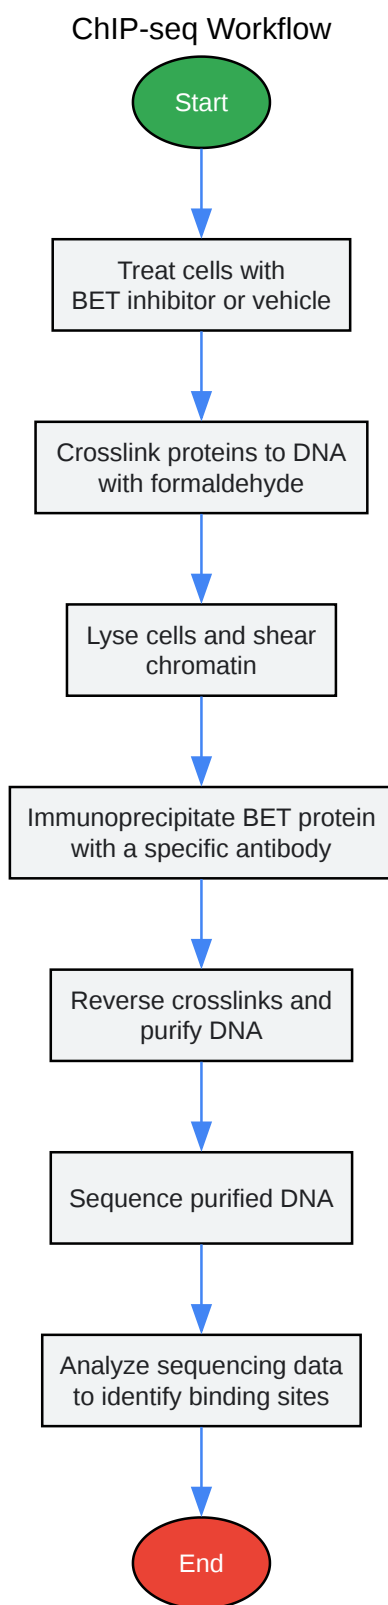 ChIP-seq Workflow
Start
Treat cells with
BET inhibitor or vehicle
Crosslink proteins to DNA
with formaldehyde
Lyse cells and shear
chromatin
Immunoprecipitate BET protein
with a specific antibody
Reverse crosslinks and
purify DNA
Sequence purified DNA
Analyze sequencing data
to identify binding sites
End